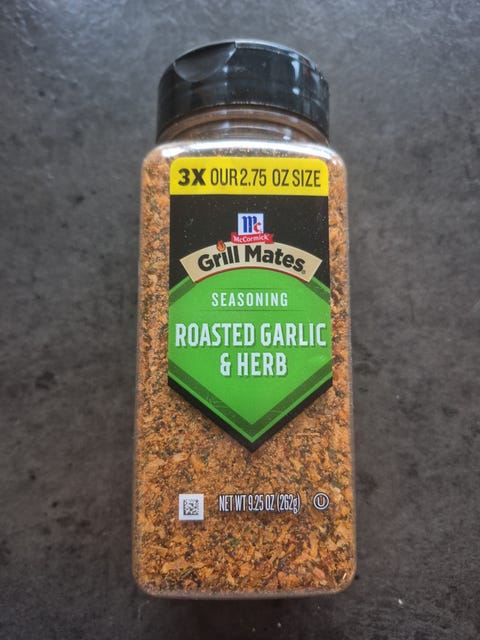 3X OUR 2.75 OZ SIZE
Mc
McCormick
Grill Mates®
SEASONING
ROASTED GARLIC
& HERB
NET WT 9.25 OZ (262g) U